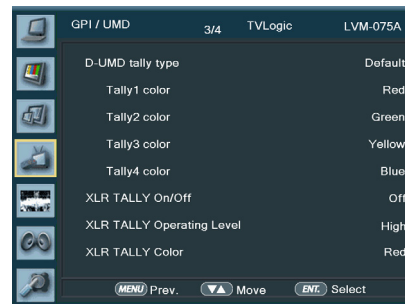 GPI / UMD 3/4 TVLogic LVM-075A
D-UMD tally type Default
Tally1 color Red
Tally2 color Green
Tally3 color Yellow
Tally4 color Blue
XLR TALLY On/Off Off
XLR TALLY Operating Level High
XLR TALLY Color Red
MENU Prev. ▼▲ Move ENT. Select